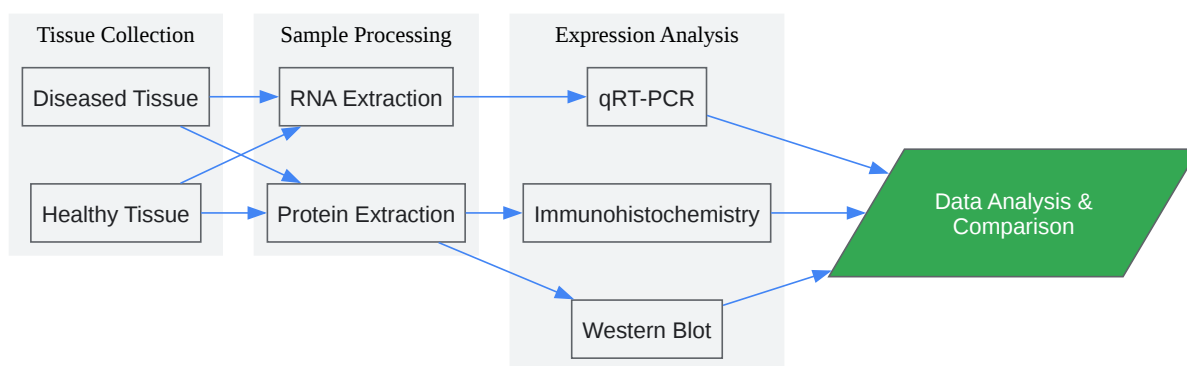 Tissue Collection
Sample Processing
Expression Analysis
Diseased Tissue
RNA Extraction
qRT-PCR
Healthy Tissue
Protein Extraction
Immunohistochemistry
Data Analysis &
Comparison
Western Blot